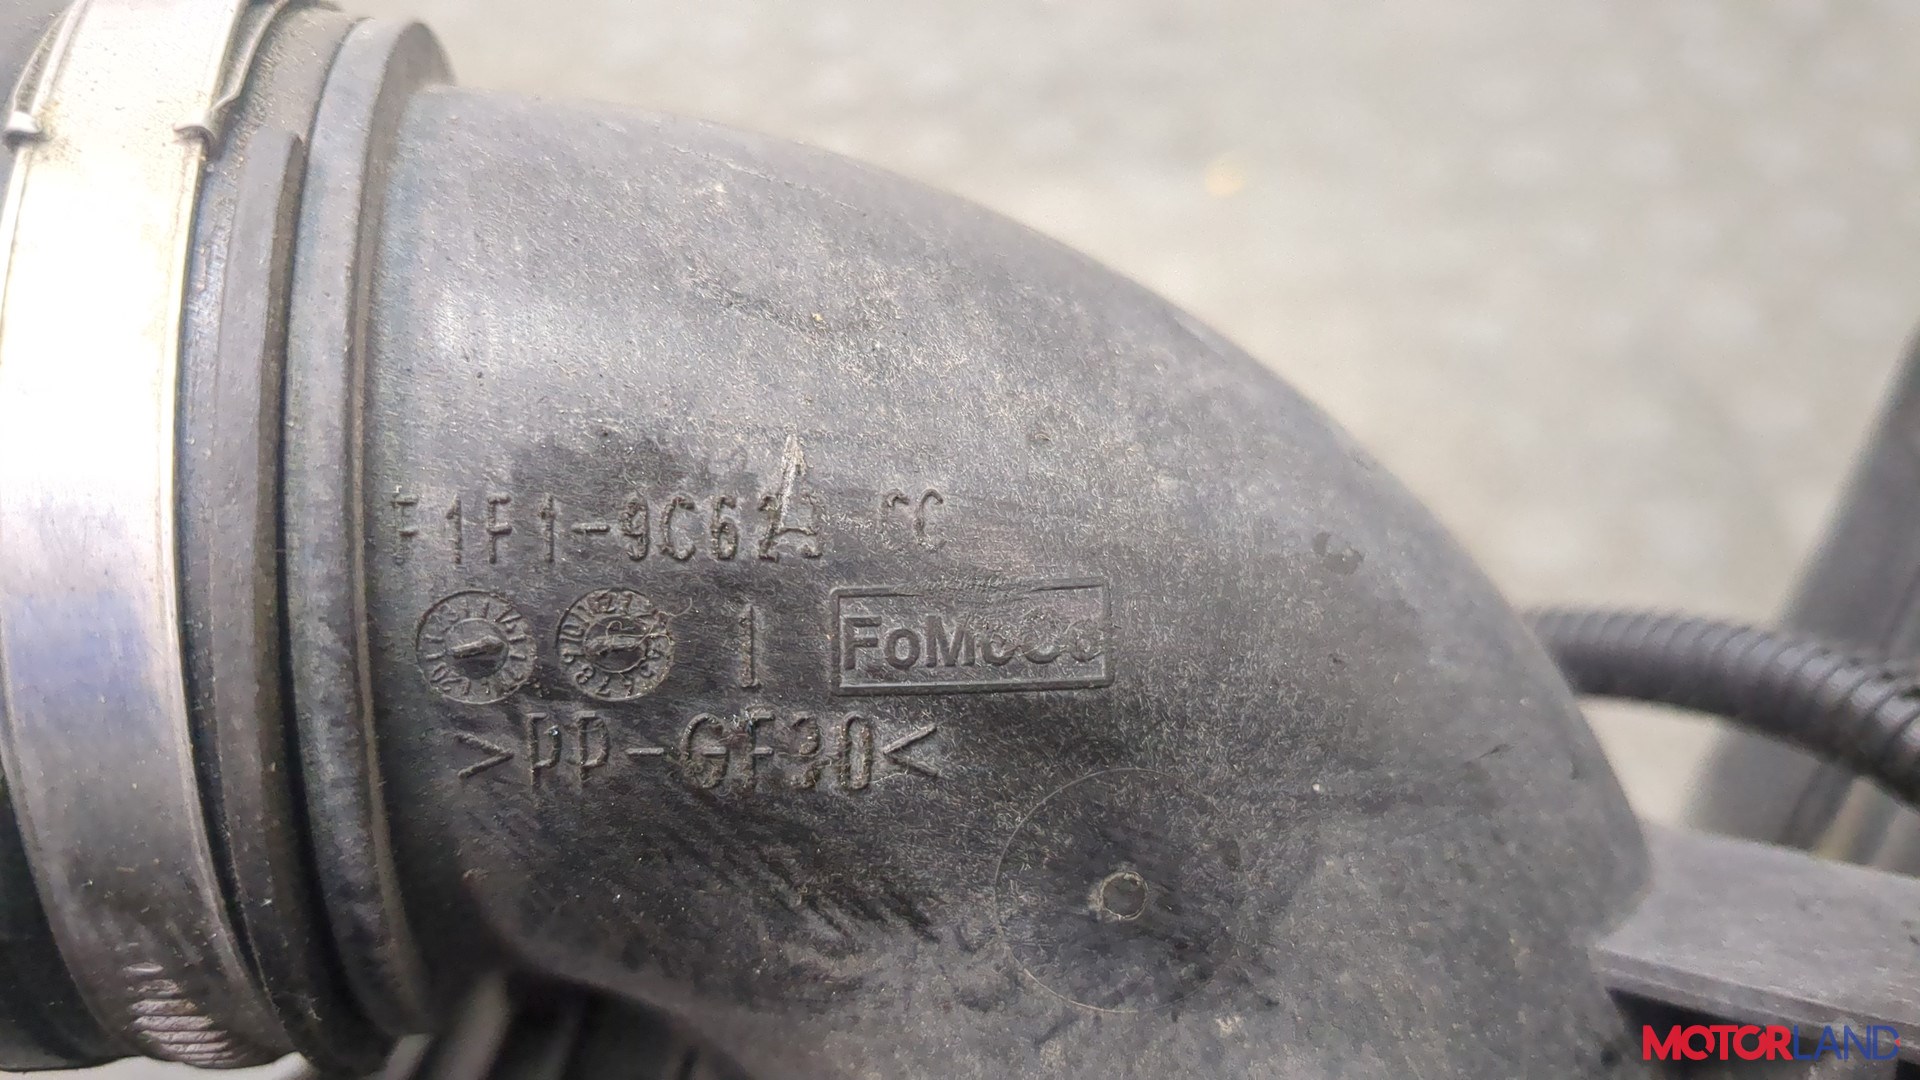 F1F1-9C623 CC
1 FoMoCo
>PP-GF30<
MOTORLAND